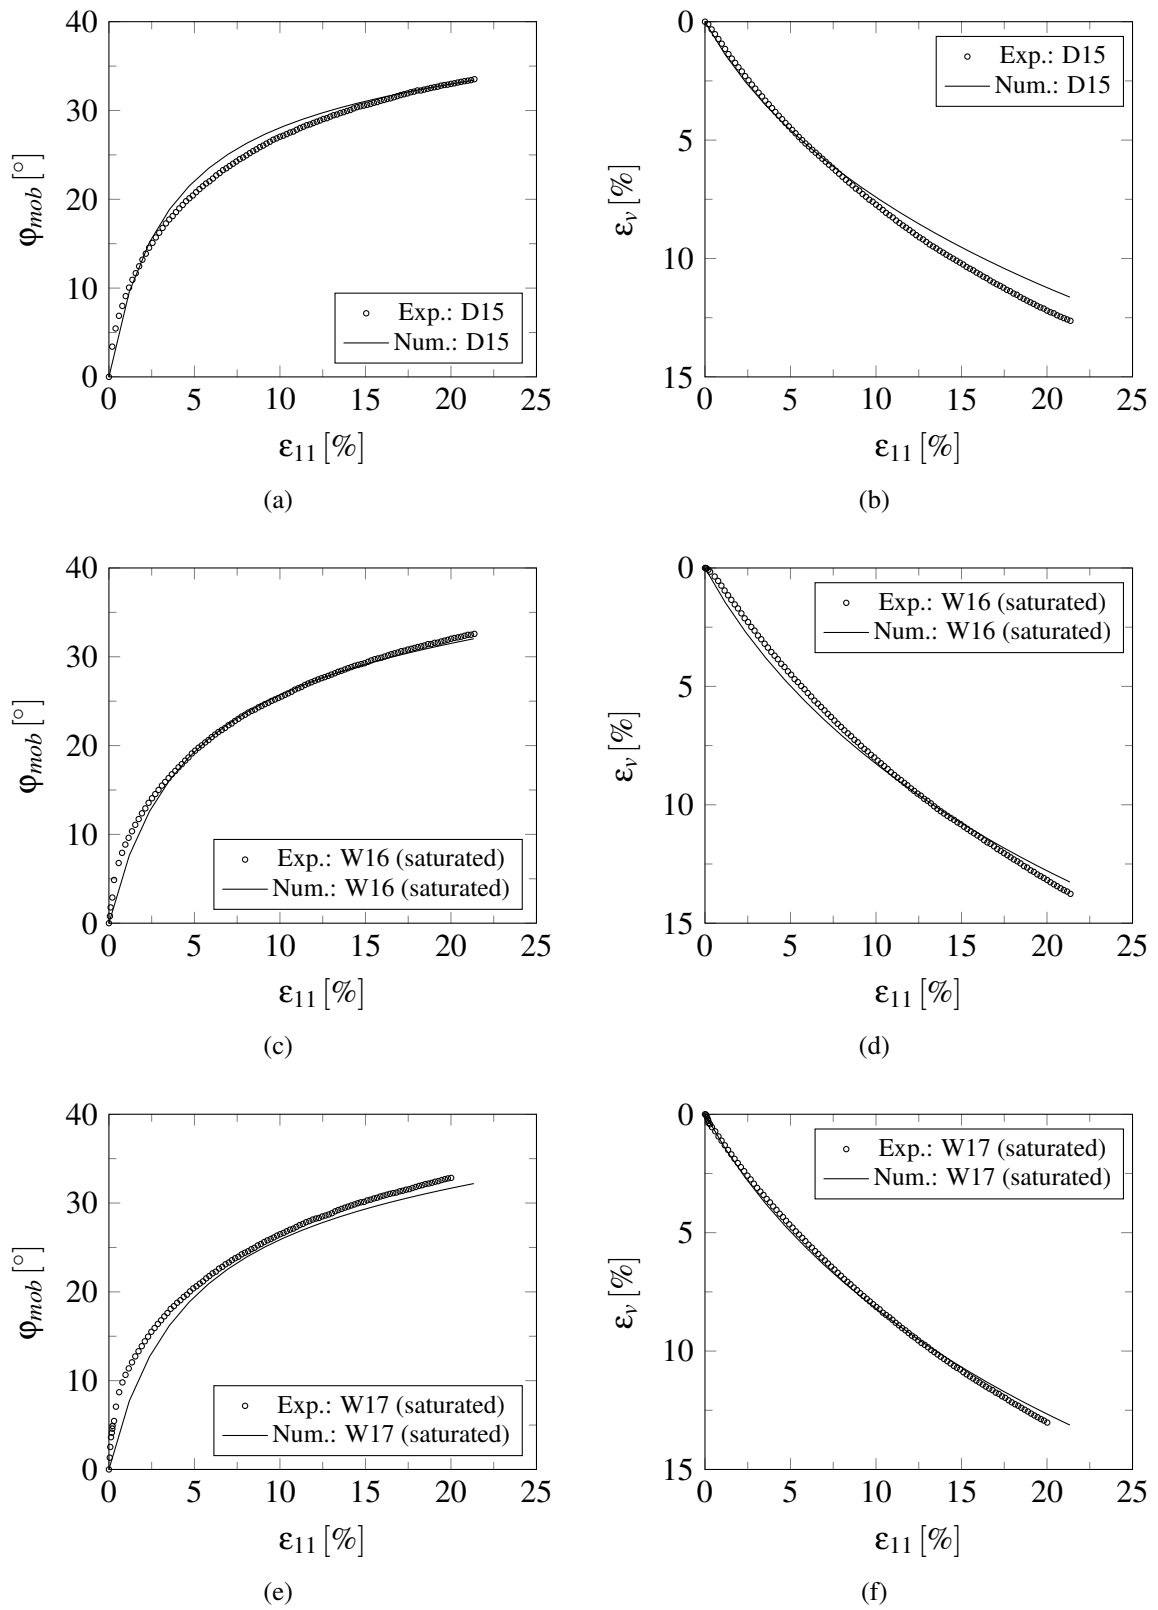 40
30
20
10
0
φmob [°]
Exp.: D15
Num.: D15
0 5 10 15 20 25
ε11 [%]
(a)
0
5
10
15
εv [%]
Exp.: D15
Num.: D15
0 5 10 15 20 25
ε11 [%]
(b)
40
30
20
10
0
φmob [°]
Exp.: W16 (saturated)
Num.: W16 (saturated)
0 5 10 15 20 25
ε11 [%]
(c)
0
5
10
15
εv [%]
Exp.: W16 (saturated)
Num.: W16 (saturated)
0 5 10 15 20 25
ε11 [%]
(d)
40
30
20
10
0
φmob [°]
Exp.: W17 (saturated)
Num.: W17 (saturated)
0 5 10 15 20 25
ε11 [%]
(e)
0
5
10
15
εv [%]
Exp.: W17 (saturated)
Num.: W17 (saturated)
0 5 10 15 20 25
ε11 [%]
(f)